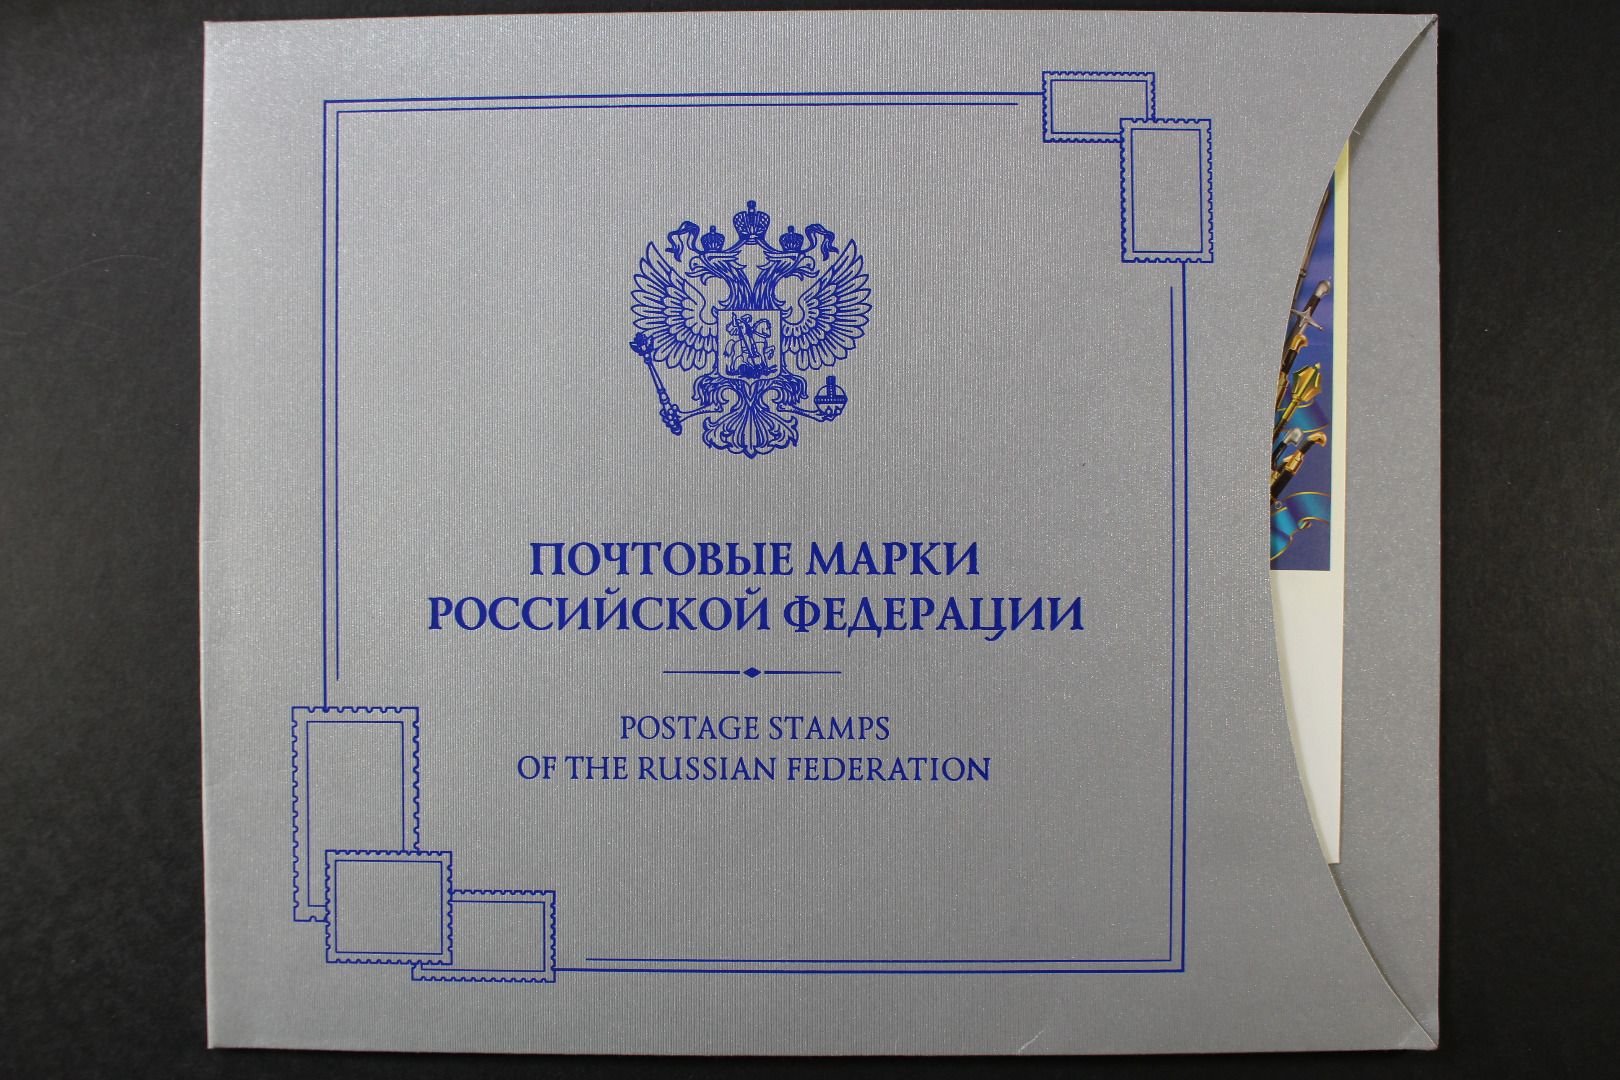 ПОЧТОВЫЕ МАРКИ
РОССИЙСКОЙ ФЕДЕРАЦИИ
POSTAGE STAMPS
OF THE RUSSIAN FEDERATION